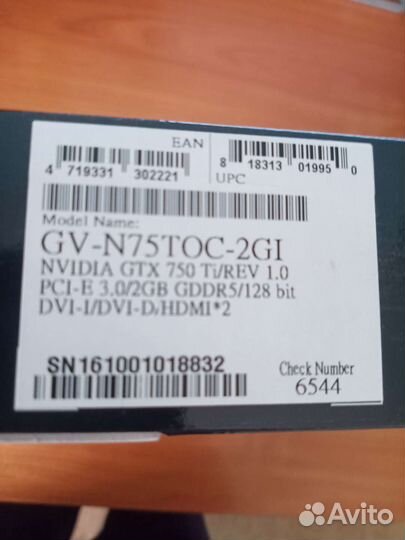 EAN
4 719331 302221
8 18313 01995 0
UPC
Model Name:
GV-N75TOC-2GI
NVIDIA GTX 750 Ti/REV 1.0
PCI-E 3.0/2GB GDDR5/128 bit
DVI-I/DVI-D/HDMI*2
SN161001018832
Check Number
6544
Avito